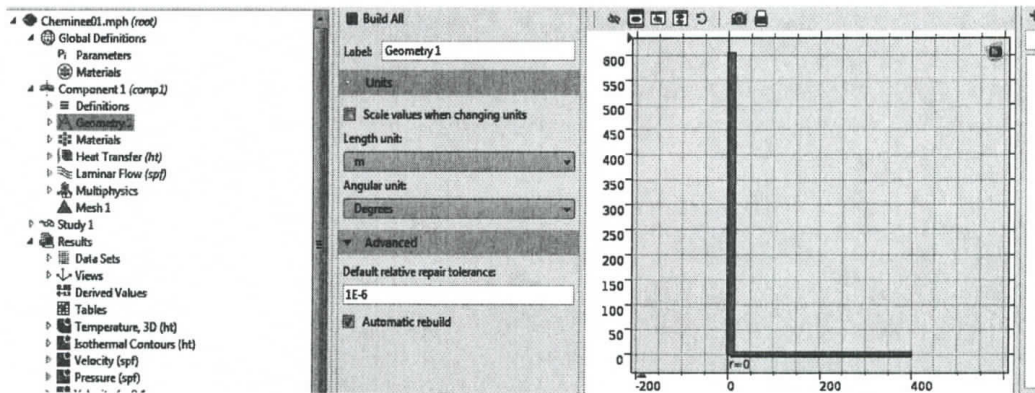 Cheminee01.mph (root)
Global Definitions
Pi Parameters
Materials
Component 1 (comp1)
Definitions
Geometry 1
Materials
Heat Transfer (ht)
Laminar Flow (spf)
Multiphysics
Mesh 1
Study 1
Results
Data Sets
Views
Derived Values
Tables
Temperature, 3D (ht)
Isothermal Contours (ht)
Velocity (spf)
Pressure (spf)
Build All
Label: Geometry 1
Units
Scale values when changing units
Length unit:
m
Angular unit:
Degrees
Advanced
Default relative repair tolerance:
1E-6
Automatic rebuild
600
550
500
450
400
350
300
250
200
150
100
50
0
r=0
-200 0 200 400